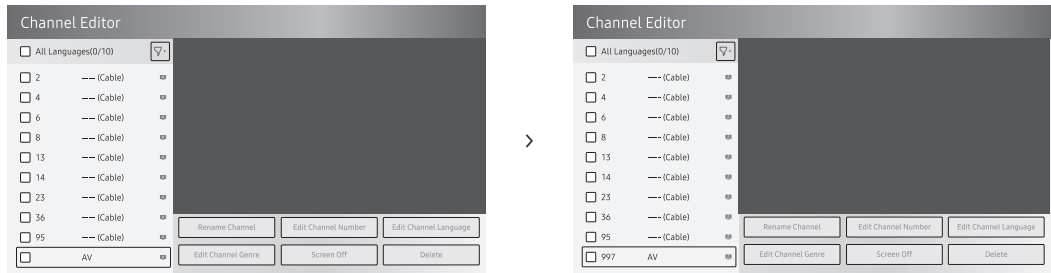 Channel Editor
All Languages(0/10)
2 –– (Cable)
4 –– (Cable)
6 –– (Cable)
8 –– (Cable)
13 –– (Cable)
14 –– (Cable)
23 –– (Cable)
36 –– (Cable)
95 –– (Cable)
AV
Rename Channel
Edit Channel Number
Edit Channel Language
Edit Channel Genre
Screen Off
Delete
>
Channel Editor
All Languages(0/10)
2 –-- (Cable)
4 –-- (Cable)
6 –-- (Cable)
8 –-- (Cable)
13 –-- (Cable)
14 –-- (Cable)
23 –-- (Cable)
36 –-- (Cable)
95 –-- (Cable)
997 AV
Rename Channel
Edit Channel Number
Edit Channel Language
Edit Channel Genre
Screen Off
Delete